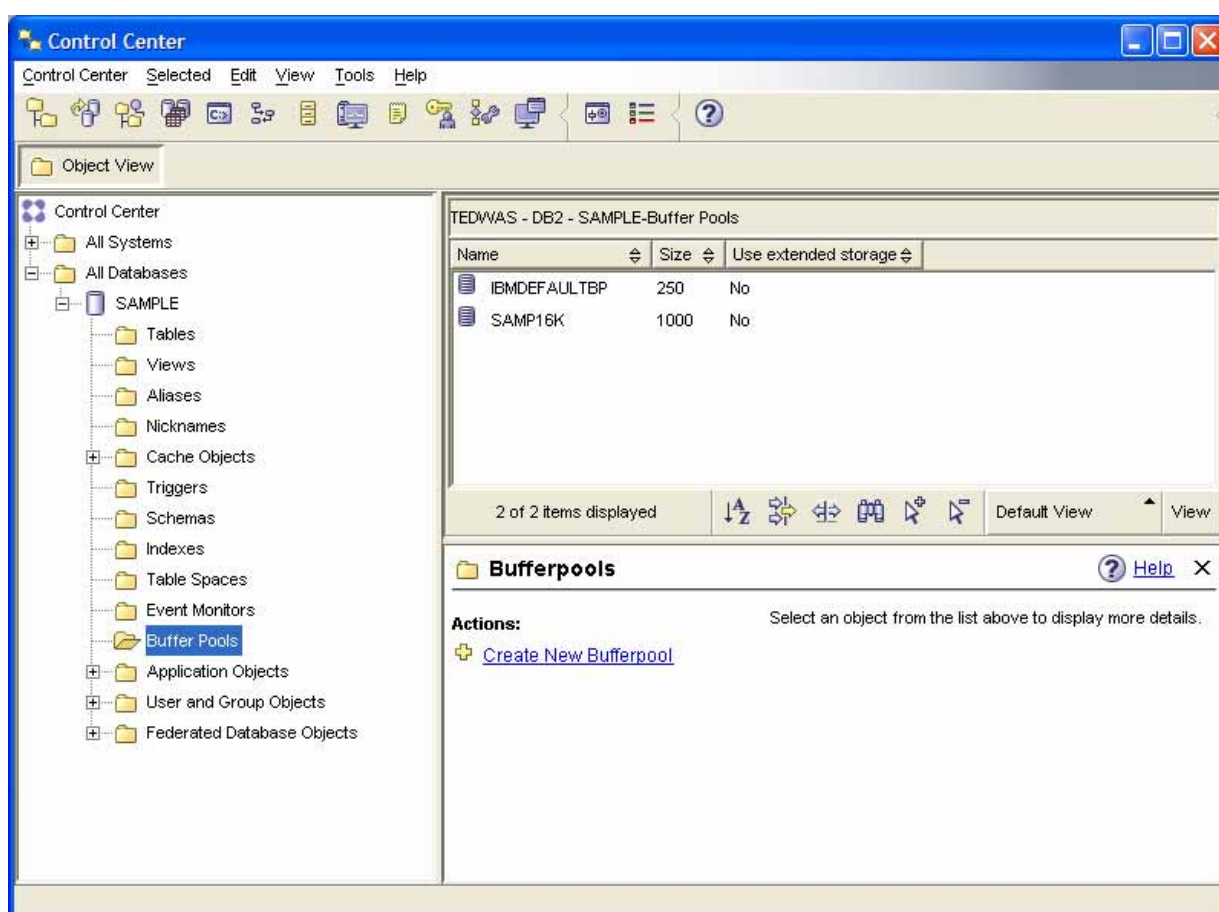 Control Center
Control Center Selected Edit View Tools Help
Object View
Control Center
All Systems
All Databases
SAMPLE
Tables
Views
Aliases
Nicknames
Cache Objects
Triggers
Schemas
Indexes
Table Spaces
Event Monitors
Buffer Pools
Application Objects
User and Group Objects
Federated Database Objects
TEDWAS - DB2 - SAMPLE-Buffer Pools
Name Size Use extended storage
IBMDEFAULTBP 250 No
SAMP16K 1000 No
2 of 2 items displayed Default View View
Bufferpools Help
Actions: Select an object from the list above to display more details.
Create New Bufferpool